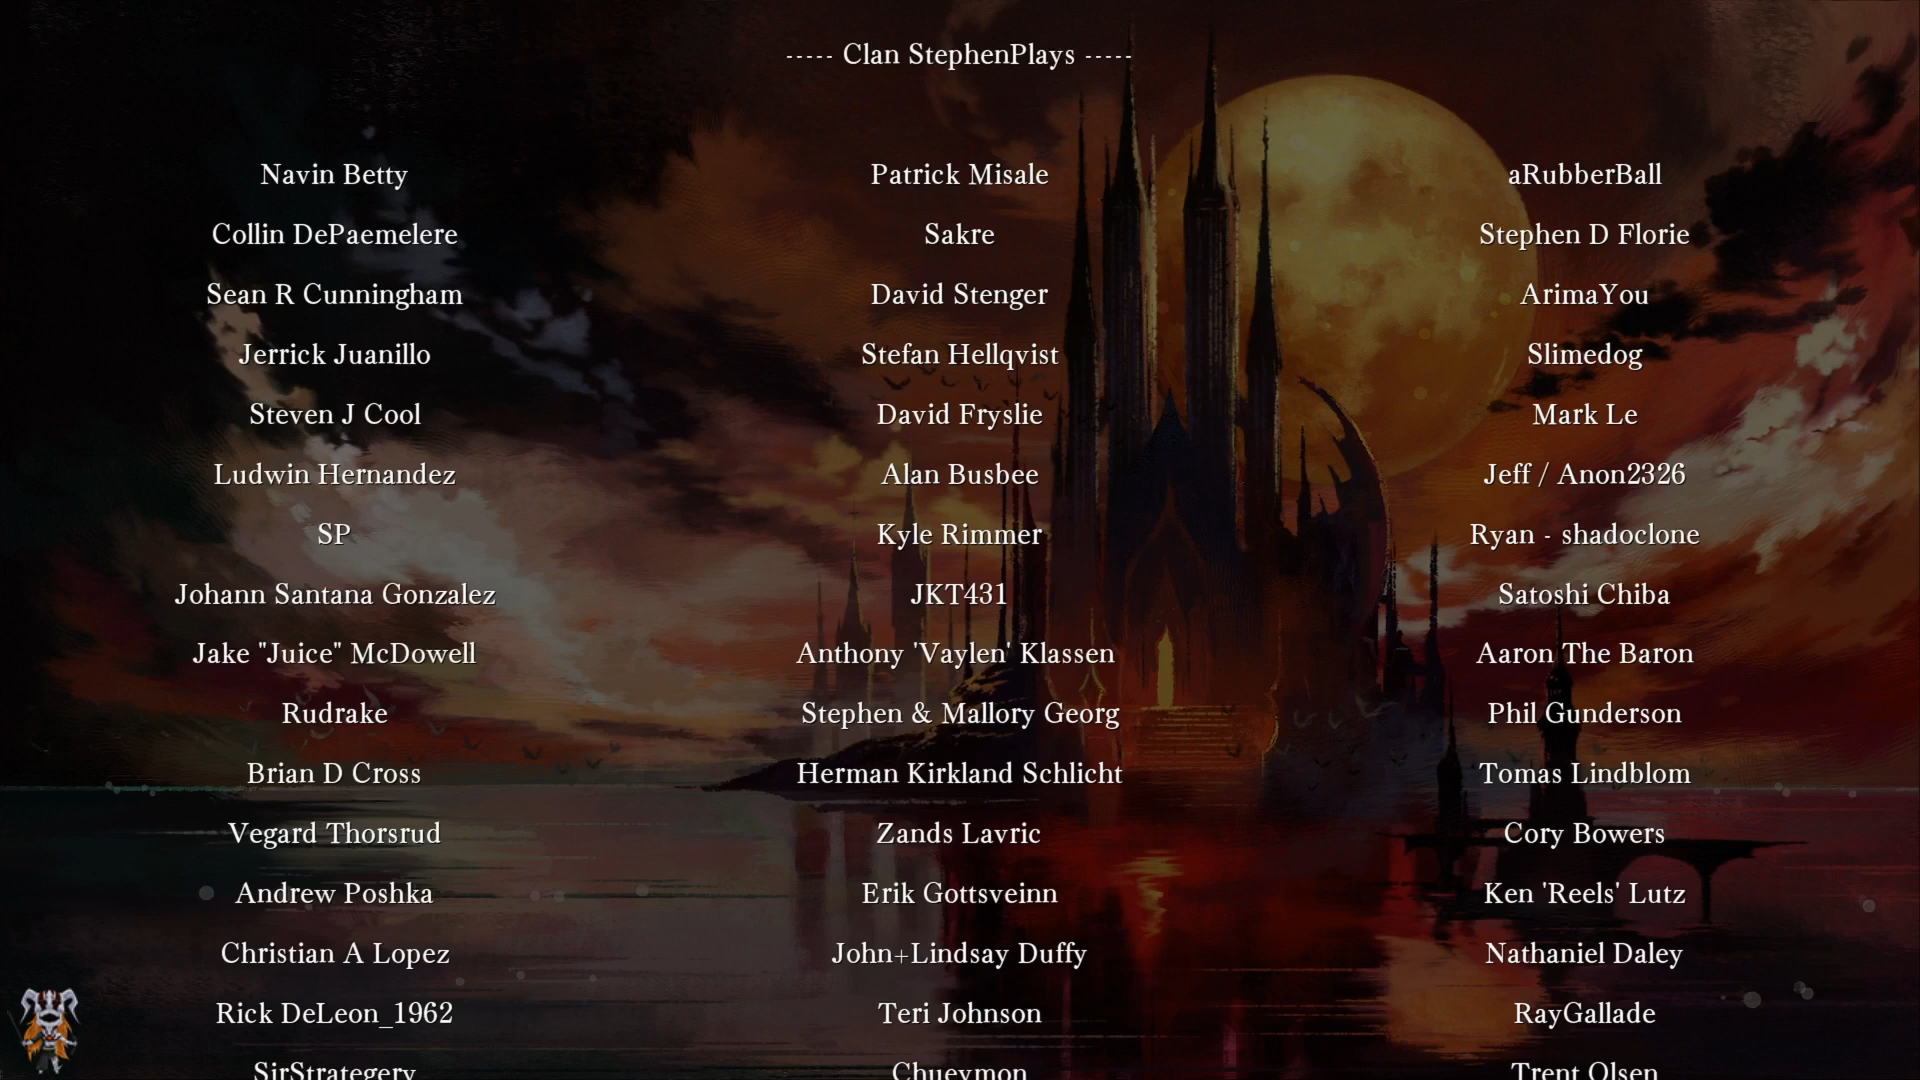 ----- Clan StephenPlays -----
Navin Betty
Patrick Misale
aRubberBall
Collin DePaemelere
Sakre
Stephen D Florie
Sean R Cunningham
David Stenger
ArimaYou
Jerrick Juanillo
Stefan Hellqvist
Slimedog
Steven J Cool
David Fryslie
Mark Le
Ludwin Hernandez
Alan Busbee
Jeff / Anon2326
SP
Kyle Rimmer
Ryan - shadoclone
Johann Santana Gonzalez
JKT431
Satoshi Chiba
Jake "Juice" McDowell
Anthony 'Vaylen' Klassen
Aaron The Baron
Rudrake
Stephen & Mallory Georg
Phil Gunderson
Brian D Cross
Herman Kirkland Schlicht
Tomas Lindblom
Vegard Thorsrud
Zands Lavric
Cory Bowers
Andrew Poshka
Erik Gottsveinn
Ken 'Reels' Lutz
Christian A Lopez
John+Lindsay Duffy
Nathaniel Daley
Rick DeLeon_1962
Teri Johnson
RayGallade
SirStrategery
Chueymon
Trent Olsen